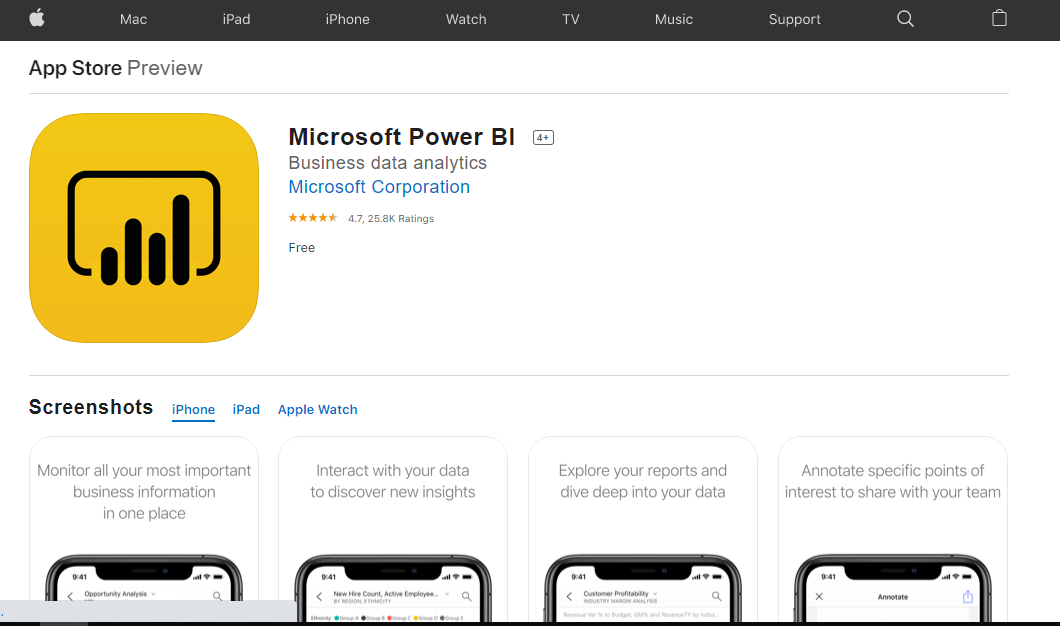 Mac iPad iPhone Watch TV Music Support
App Store Preview
Microsoft Power BI 4+
Business data analytics
Microsoft Corporation
4.7, 25.8K Ratings
Free
Screenshots iPhone iPad Apple Watch
Monitor all your most important
business information
in one place
Interact with your data
to discover new insights
Explore your reports and
dive deep into your data
Annotate specific points of
interest to share with your team
9:41
Opportunity Analysis
9:41
New Hire Count, Active Employee...
BY REGION, ETHNICITY
Ethnicity Group A Group B Group C Group D Group E
9:41
Customer Profitability
INDUSTRY MARGIN ANALYSIS
Revenue Var % to Budget, GM% and RevenueTY by Indus...
9:41
Annotate